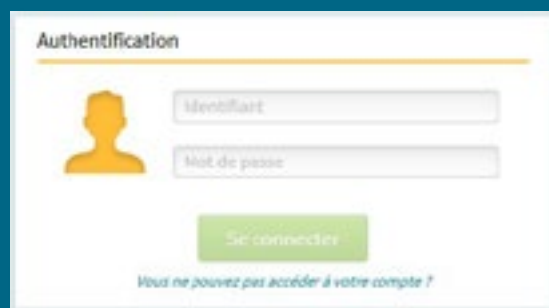 Authentification
Identifiant
Mot de passe
Se connecter
Vous ne pouvez pas accéder à votre compte ?